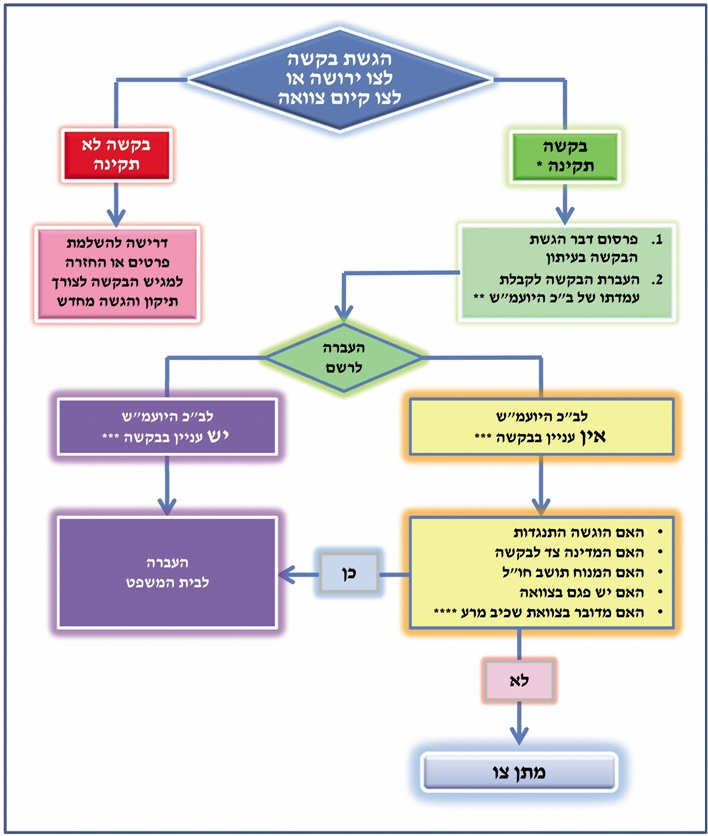 הגשת בקשה
לצו ירושה או
לצו קיום צוואה
בקשה
תקינה *
בקשה לא
תקינה
1. פרסום דבר הגשת
הבקשה בעיתון
2. העברת הבקשה לקבלת
עמדתו של ב״כ היועמ״ש **
דרישה להשלמת
פרטים או החזרה
למגיש הבקשה לצורך
תיקון והגשה מחדש
העברה
לרשם
לב״כ היועמ״ש
אין עניין בבקשה ***
לב״כ היועמ״ש
יש עניין בבקשה ***
• האם הוגשה התנגדות
• האם המדינה צד לבקשה
• האם המנוח תושב חו״ל
• האם יש פגם בצוואה
• האם מדובר בצוואת שכיב מרע ****
כן
העברה
לבית המשפט
לא
מתן צו